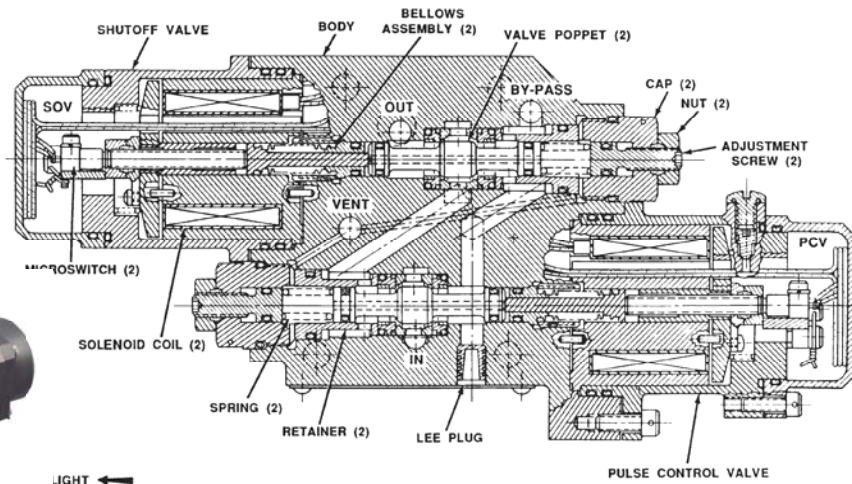 BELLOWS
ASSEMBLY (2)
SHUTOFF VALVE
BODY
VALVE POPPET (2)
BY-PASS
CAP (2)
NUT (2)
SOV
OUT
ADJUSTMENT
SCREW (2)
VENT
PCV
MICROSWITCH (2)
SOLENOID COIL (2)
IN
SPRING (2)
RETAINER (2)
LEE PLUG
PULSE CONTROL VALVE
LIGHT